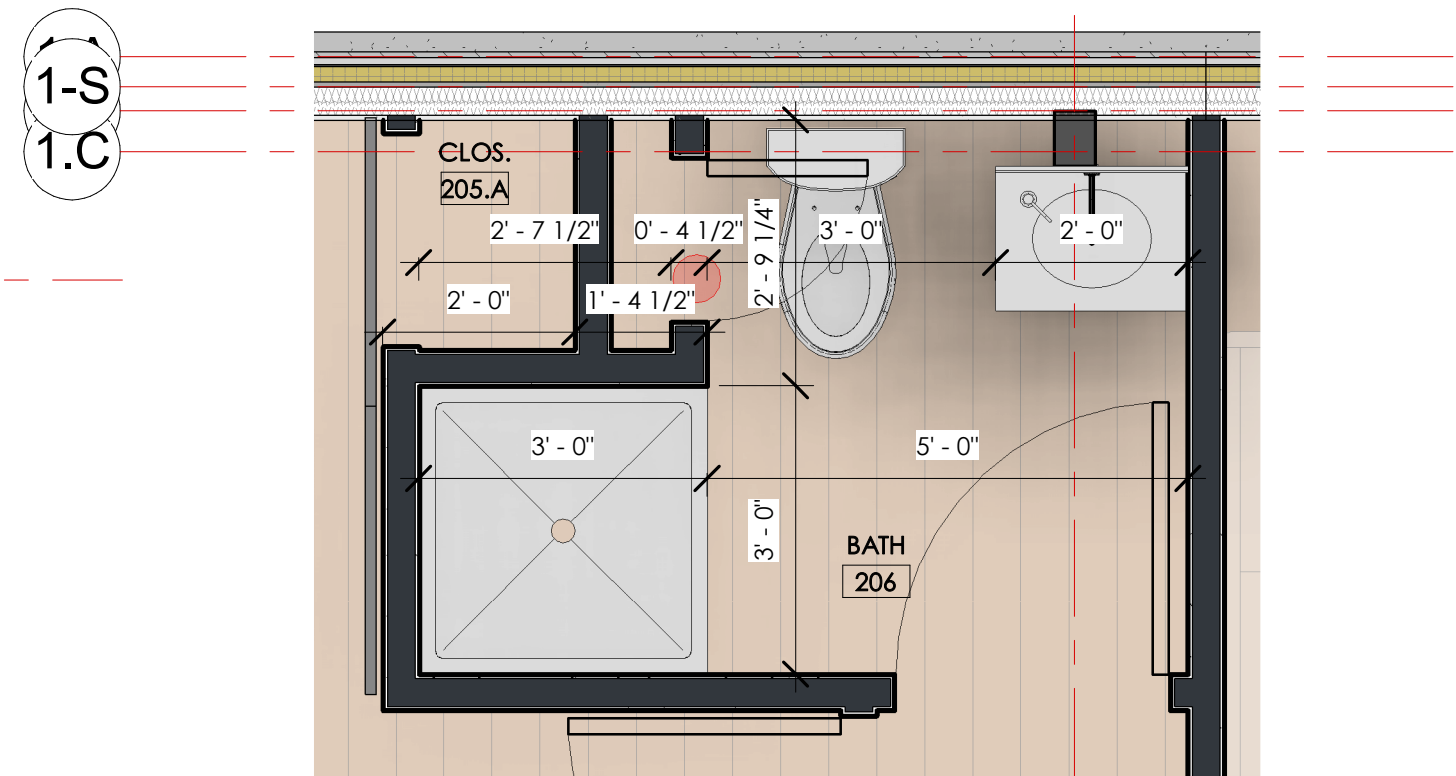 1-S
1.C
CLOS.
205.A
2' - 7 1/2"
0' - 4 1/2"
2' - 9 1/4"
3' - 0"
2' - 0"
2' - 0"
1' - 4 1/2"
3' - 0"
5' - 0"
3' - 0"
BATH
206